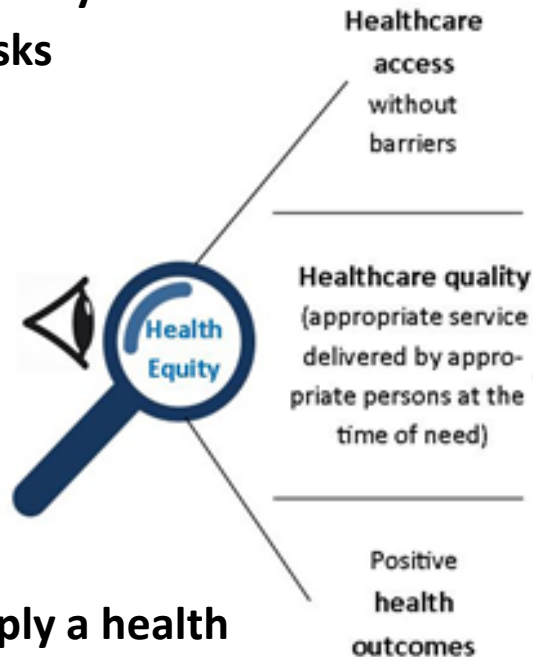 sks
Healthcare
access
without
barriers
Health
Equity
Healthcare quality
(appropriate service
delivered by appro-
priate persons at the
time of need)
Positive
health
outcomes
ply a health